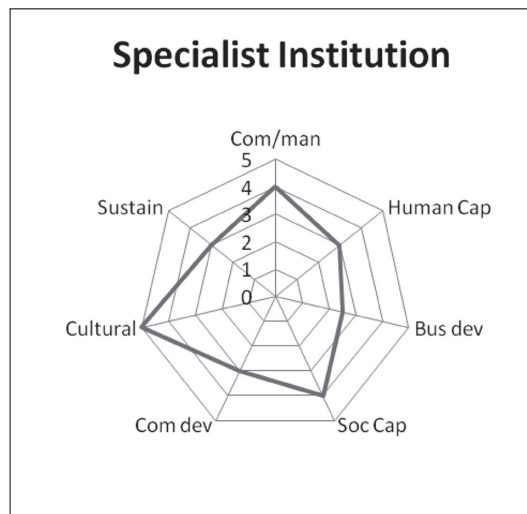 Specialist Institution
Com/man
5
4
3
2
1
0
Human Cap
Bus dev
Soc Cap
Com dev
Cultural
Sustain